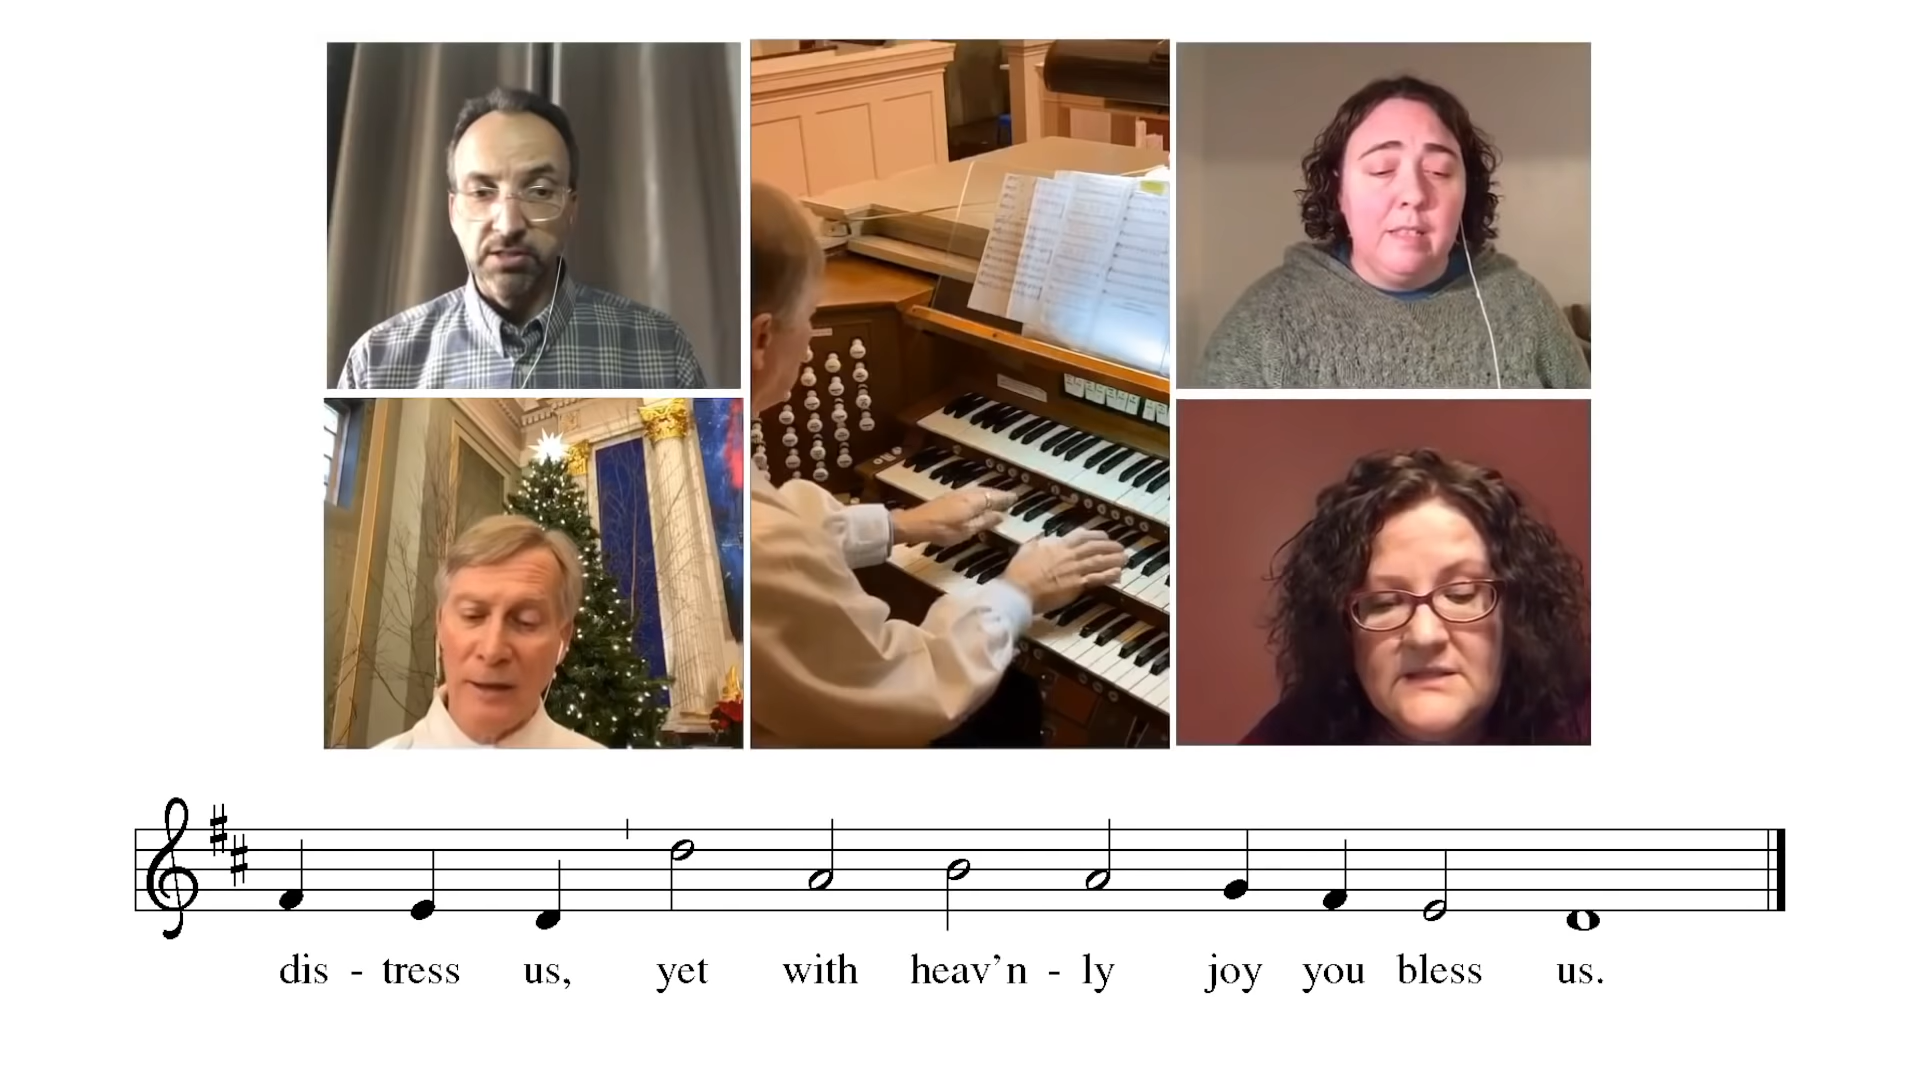 dis - tress us, yet with heav’n - ly joy you bless us.